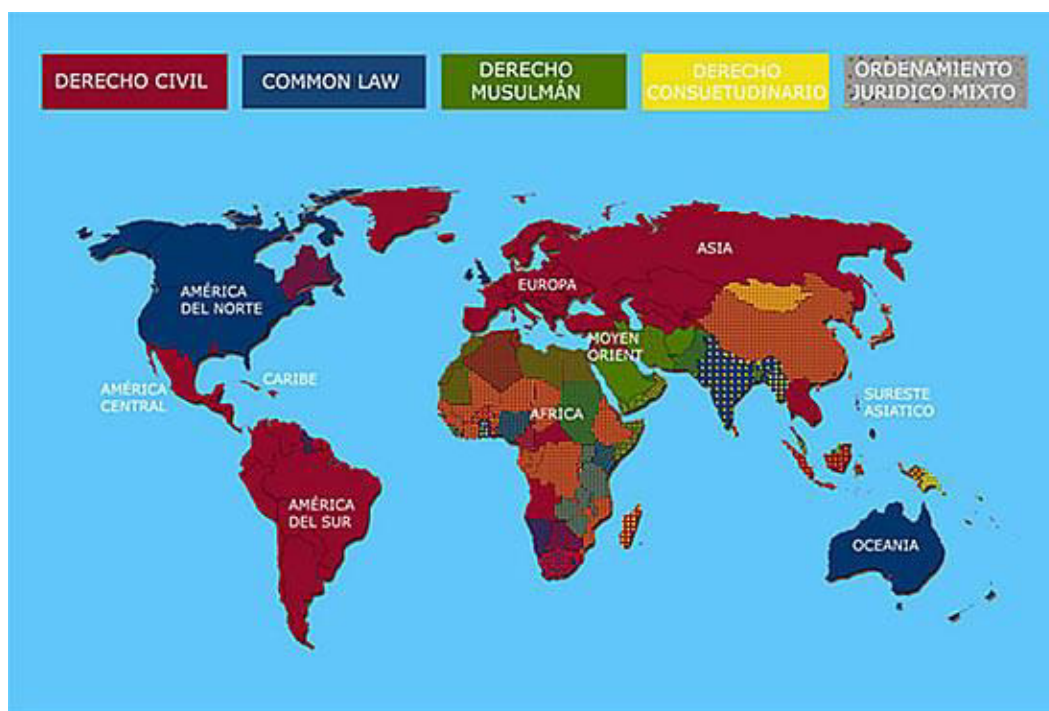 DERECHO CIVIL
COMMON LAW
DERECHO
MUSULMÁN
DERECHO
CONSUETUDINARIO
ORDENAMIENTO
JURIDICO MIXTO
AMÉRICA
DEL NORTE
EUROPA
ASIA
MOYEN
ORIENT
AMÉRICA
CENTRAL
CARIBE
AFRICA
SURESTE
ASIATICO
AMÉRICA
DEL SUR
OCEANIA